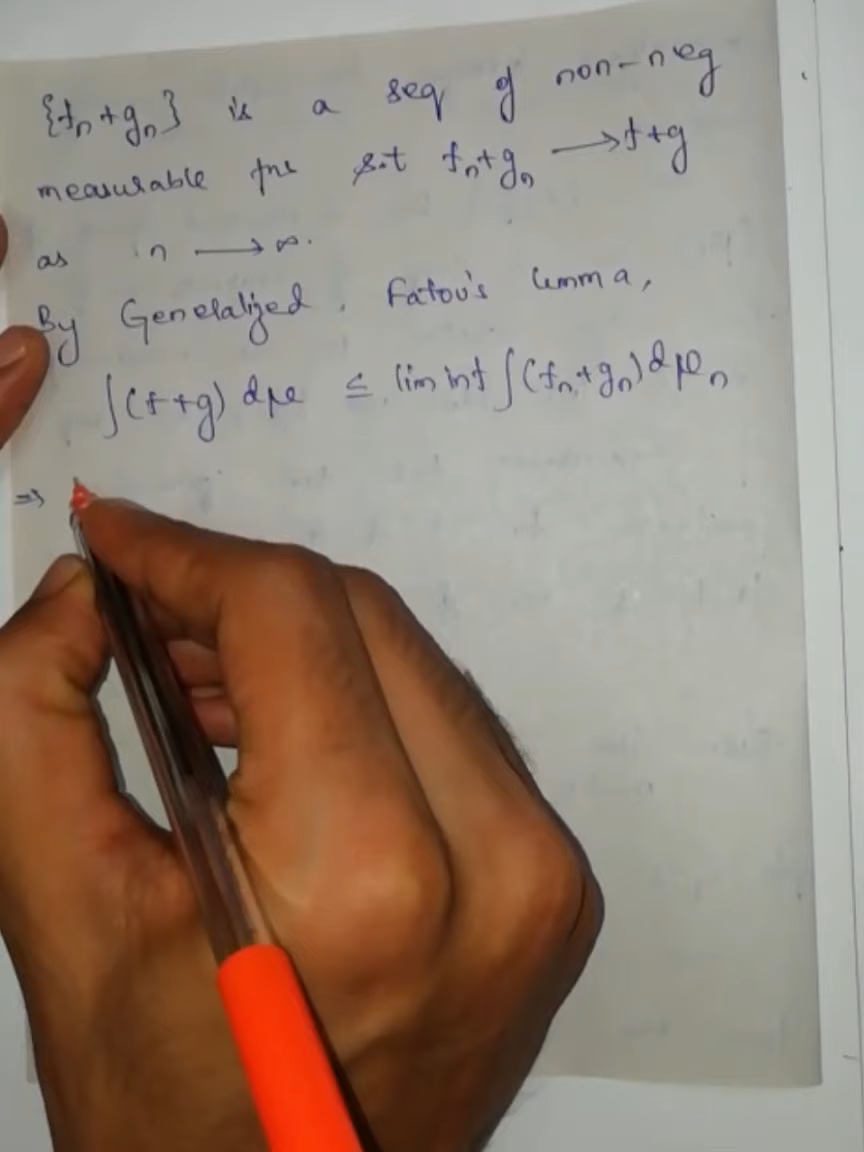 {fn+gn} is a seq of non-neg
measurable fns s.t fn+gn ⟶ f+g
as n ⟶ ∞.
By Generalized Fatou's Lemma,
∫(f+g) dμ ≤ lim inf ∫(fn+gn) dμn
⇒